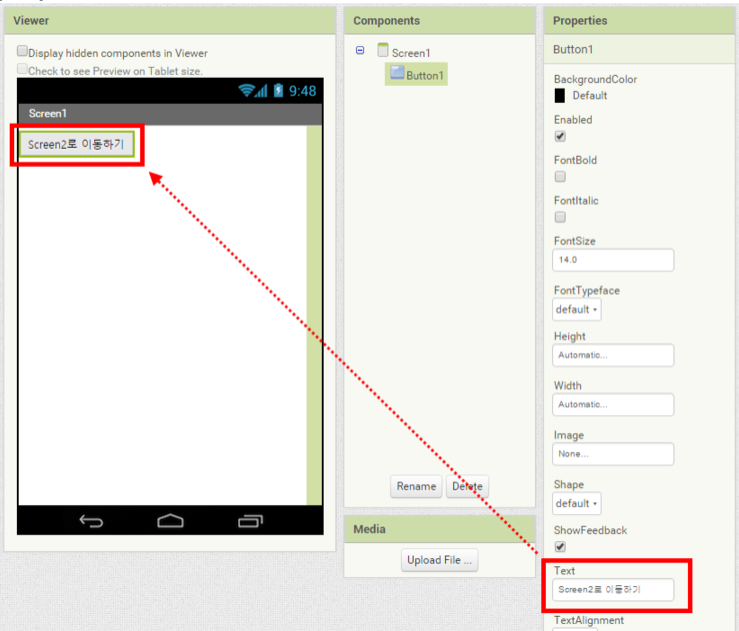 Viewer
Display hidden components in Viewer
Check to see Preview on Tablet size.
9:48
Screen1
Screen2로 이동하기
Components
Screen1
Button1
Rename
Delete
Media
Upload File ...
Properties
Button1
BackgroundColor
Default
Enabled
FontBold
FontItalic
FontSize
14.0
FontTypeface
default
Height
Automatic...
Width
Automatic...
Image
None...
Shape
default
ShowFeedback
Text
Screen2로 이동하기
TextAlignment